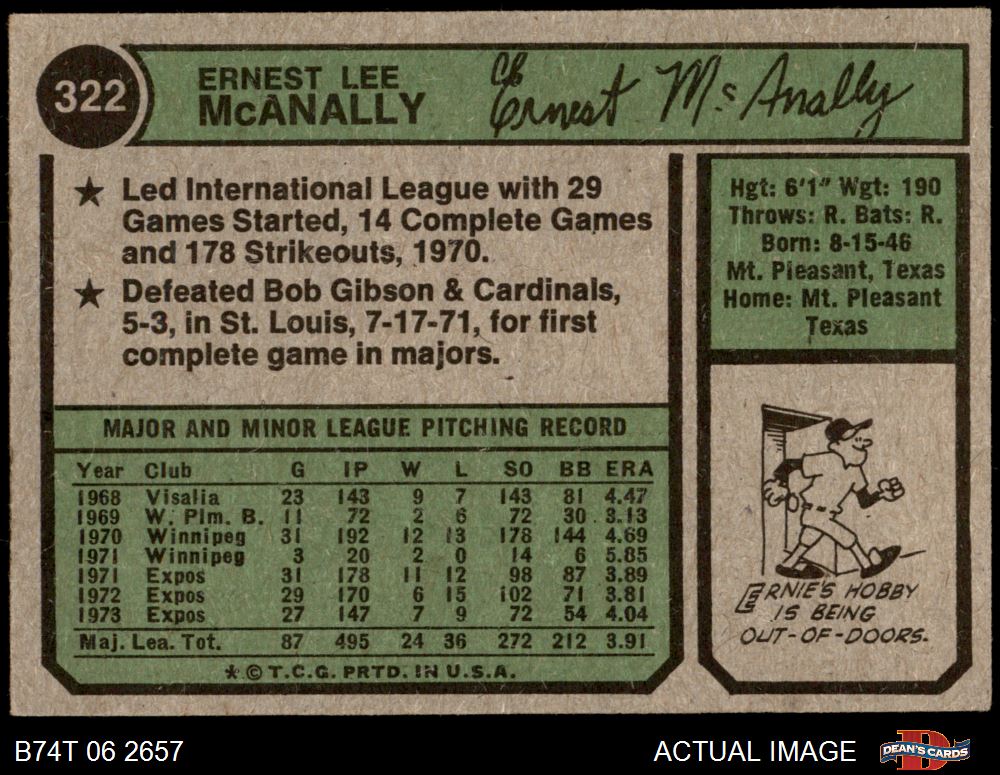 322
ERNEST LEE
McANALLY
Ernest McAnally
★ Led International League with 29
Games Started, 14 Complete Games
and 178 Strikeouts, 1970.
★ Defeated Bob Gibson & Cardinals,
5-3, in St. Louis, 7-17-71, for first
complete game in majors.
Hgt: 6'1" Wgt: 190
Throws: R. Bats: R.
Born: 8-15-46
Mt. Pleasant, Texas
Home: Mt. Pleasant
Texas
MAJOR AND MINOR LEAGUE PITCHING RECORD
Year Club G IP W L SO BB ERA
1968 Visalia 23 143 9 7 143 81 4.47
1969 W. Plm. B. 11 72 2 6 72 30 3.13
1970 Winnipeg 31 192 12 13 178 144 4.69
1971 Winnipeg 3 20 2 0 14 6 5.85
1971 Expos 31 178 11 12 98 87 3.89
1972 Expos 29 170 6 15 102 71 3.81
1973 Expos 27 147 7 9 72 54 4.04
Maj. Lea. Tot. 87 495 24 36 272 212 3.91
* © T.C.G. PRTD. IN U.S.A.
ERNIE'S HOBBY
IS BEING
OUT-OF-DOORS.
B74T 06 2657
ACTUAL IMAGE
DEAN'S CARDS